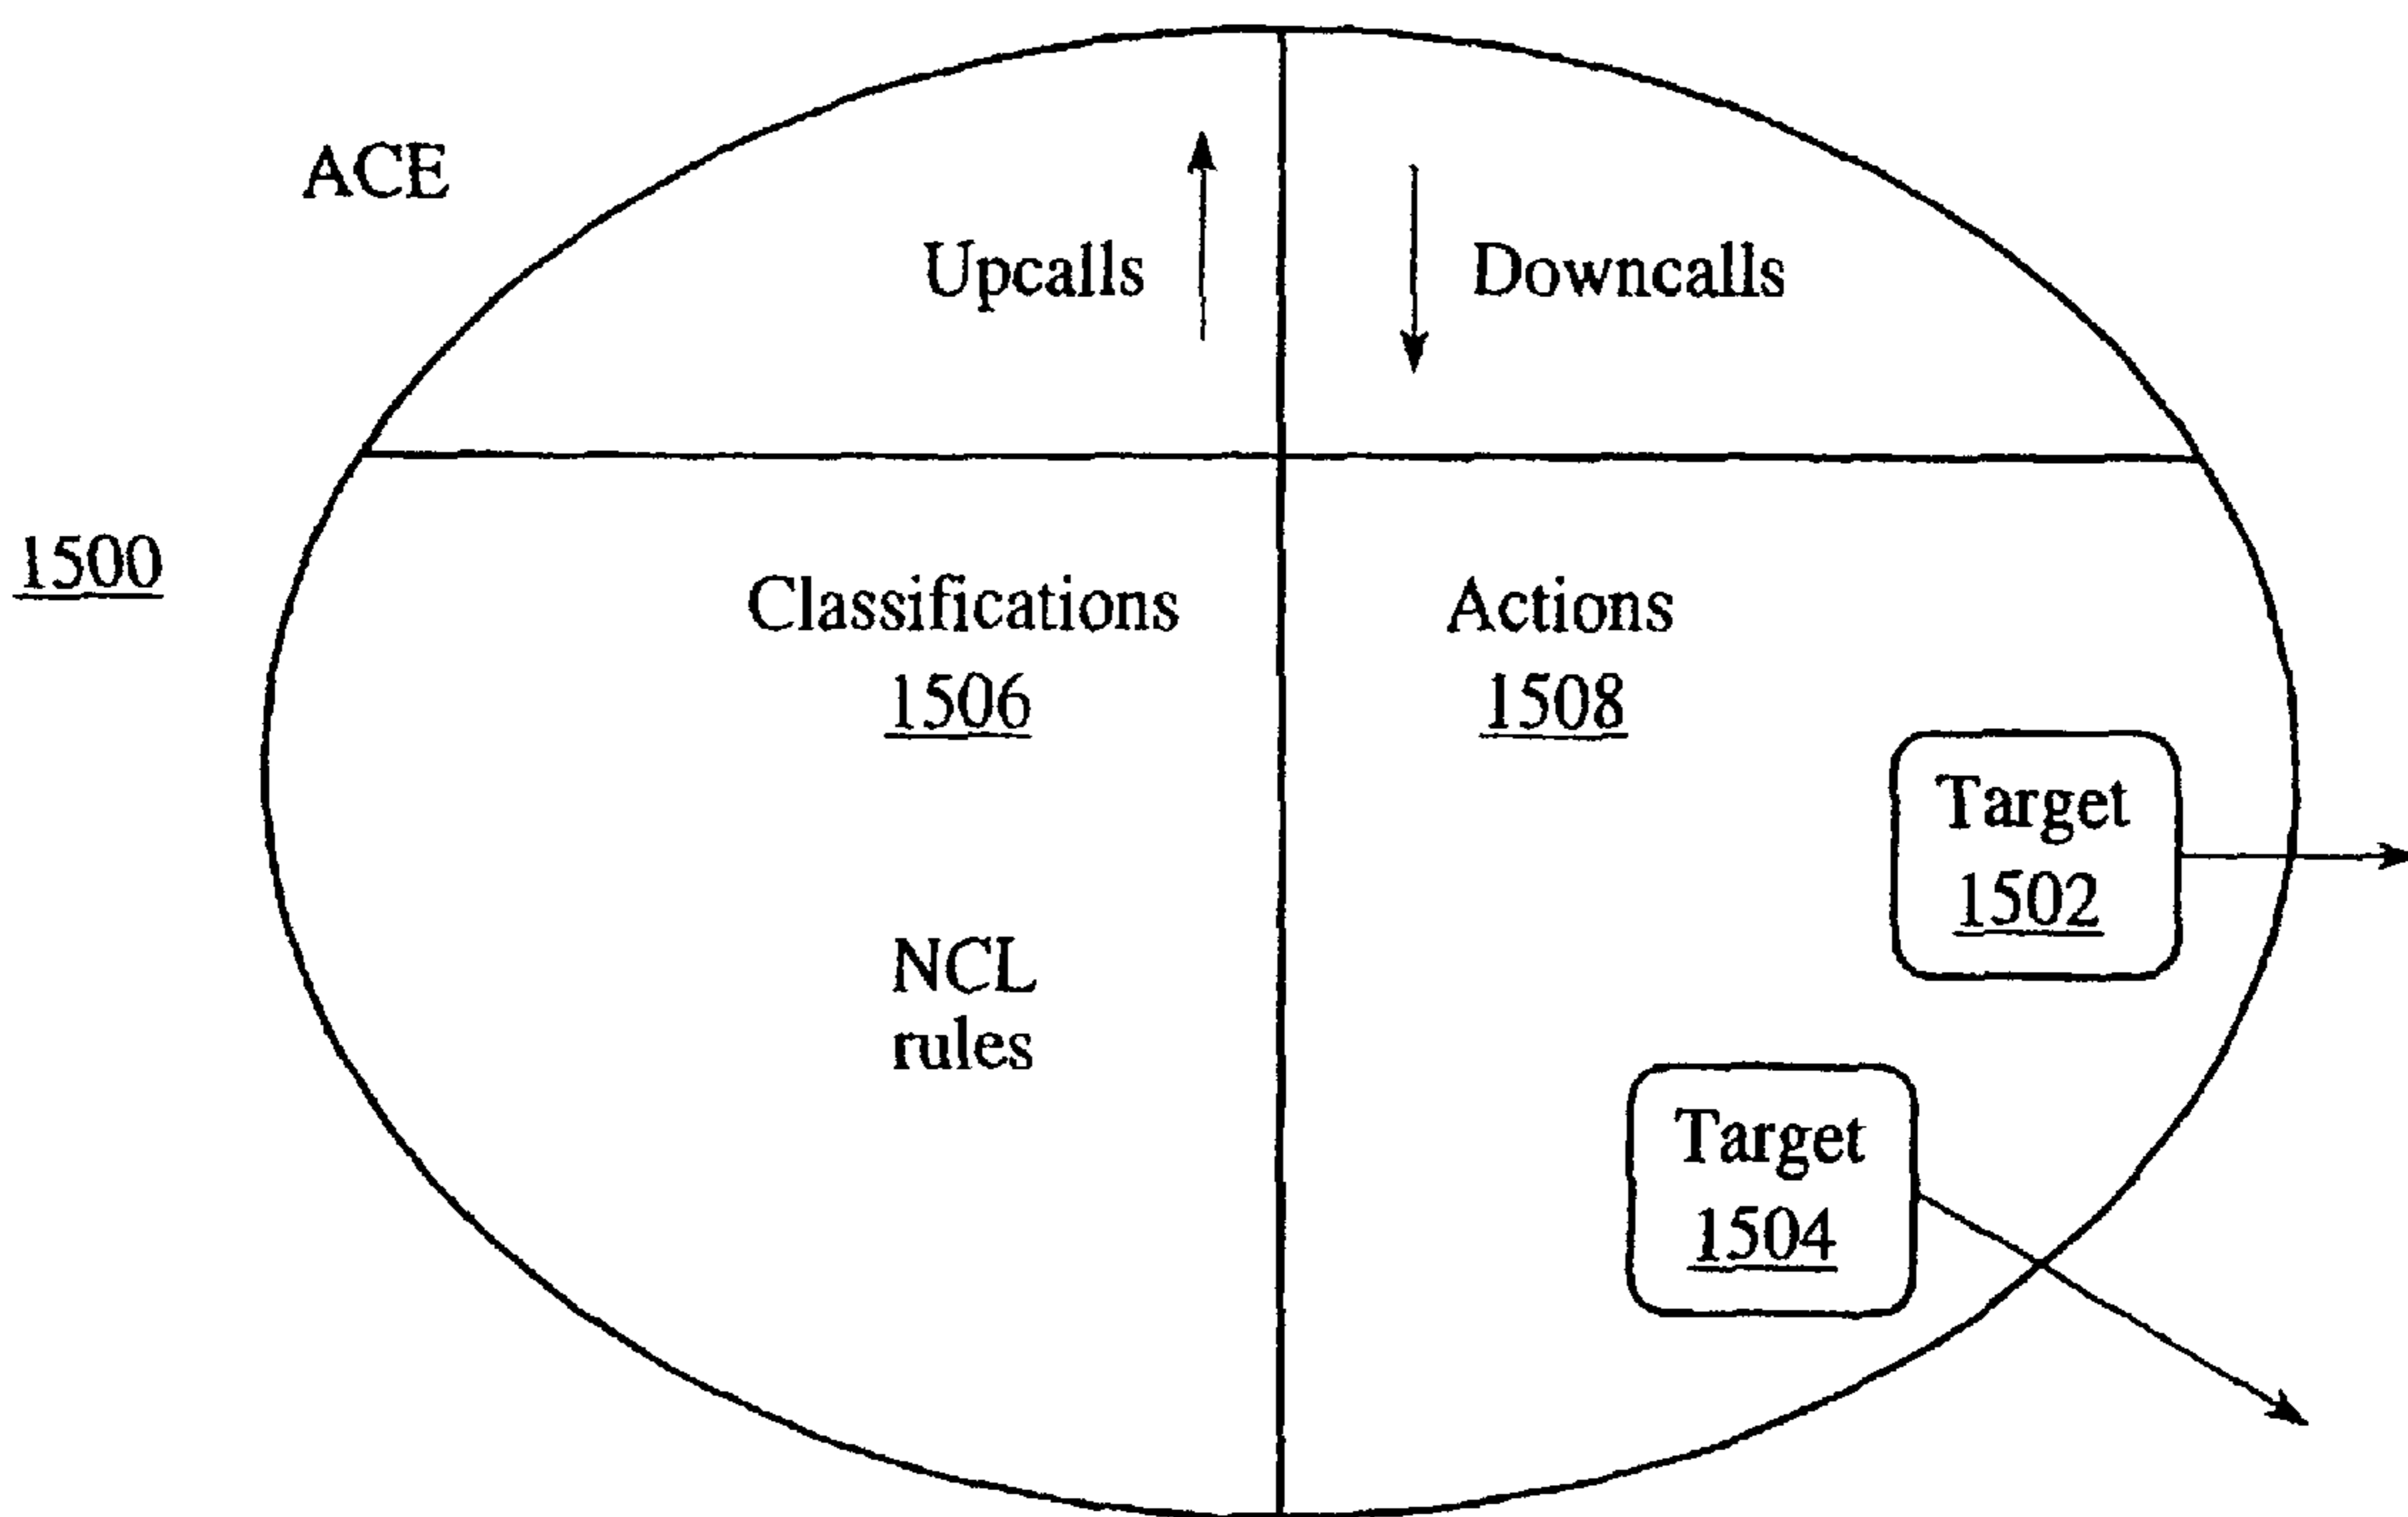 ACE
Upcalls
Downcalls
1500
Classifications
1506
Actions
1508
Target
1502
NCL
rules
Target
1504